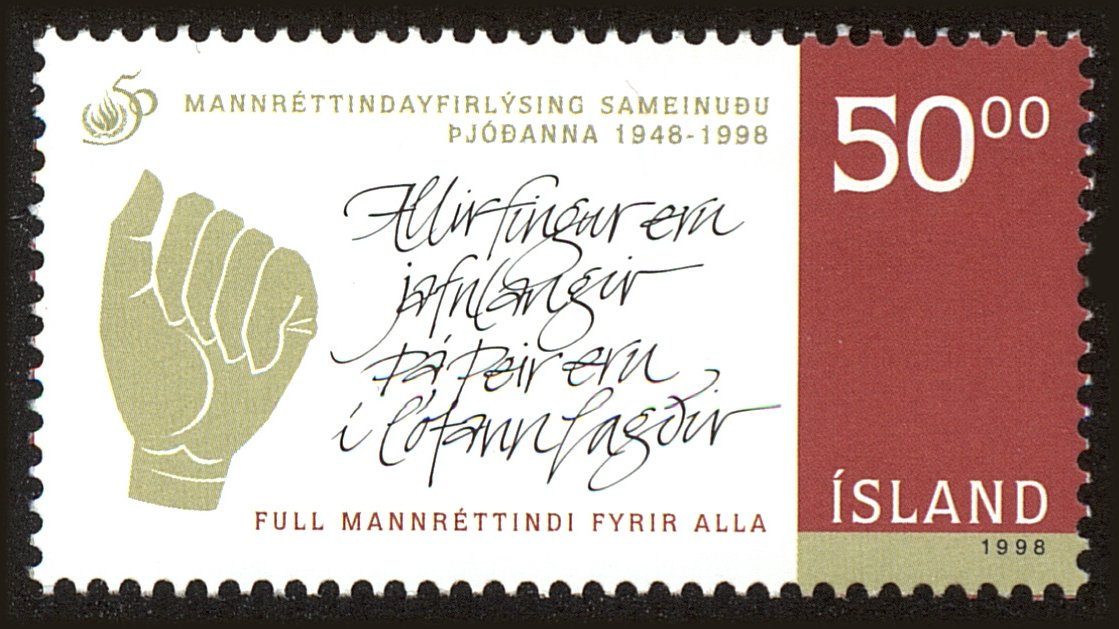 50
MANNRÉTTINDAYFIRLÝSING SAMEINUÐU
ÞJÓÐANNA 1948-1998
Allir fingur eru
jafnlangir
þá þeir eru
í lófann lagðir
FULL MANNRÉTTINDI FYRIR ALLA
50⁰⁰
ÍSLAND
1998